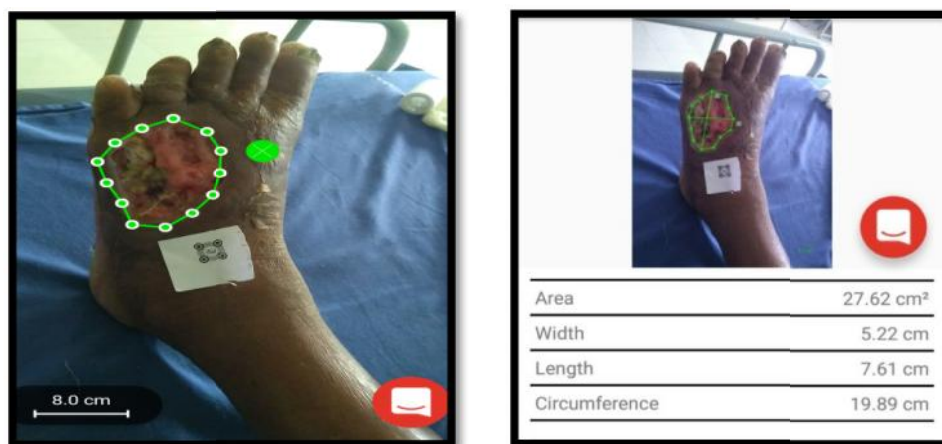 8.0 cm
Area 27.62 cm²
Width 5.22 cm
Length 7.61 cm
Circumference 19.89 cm